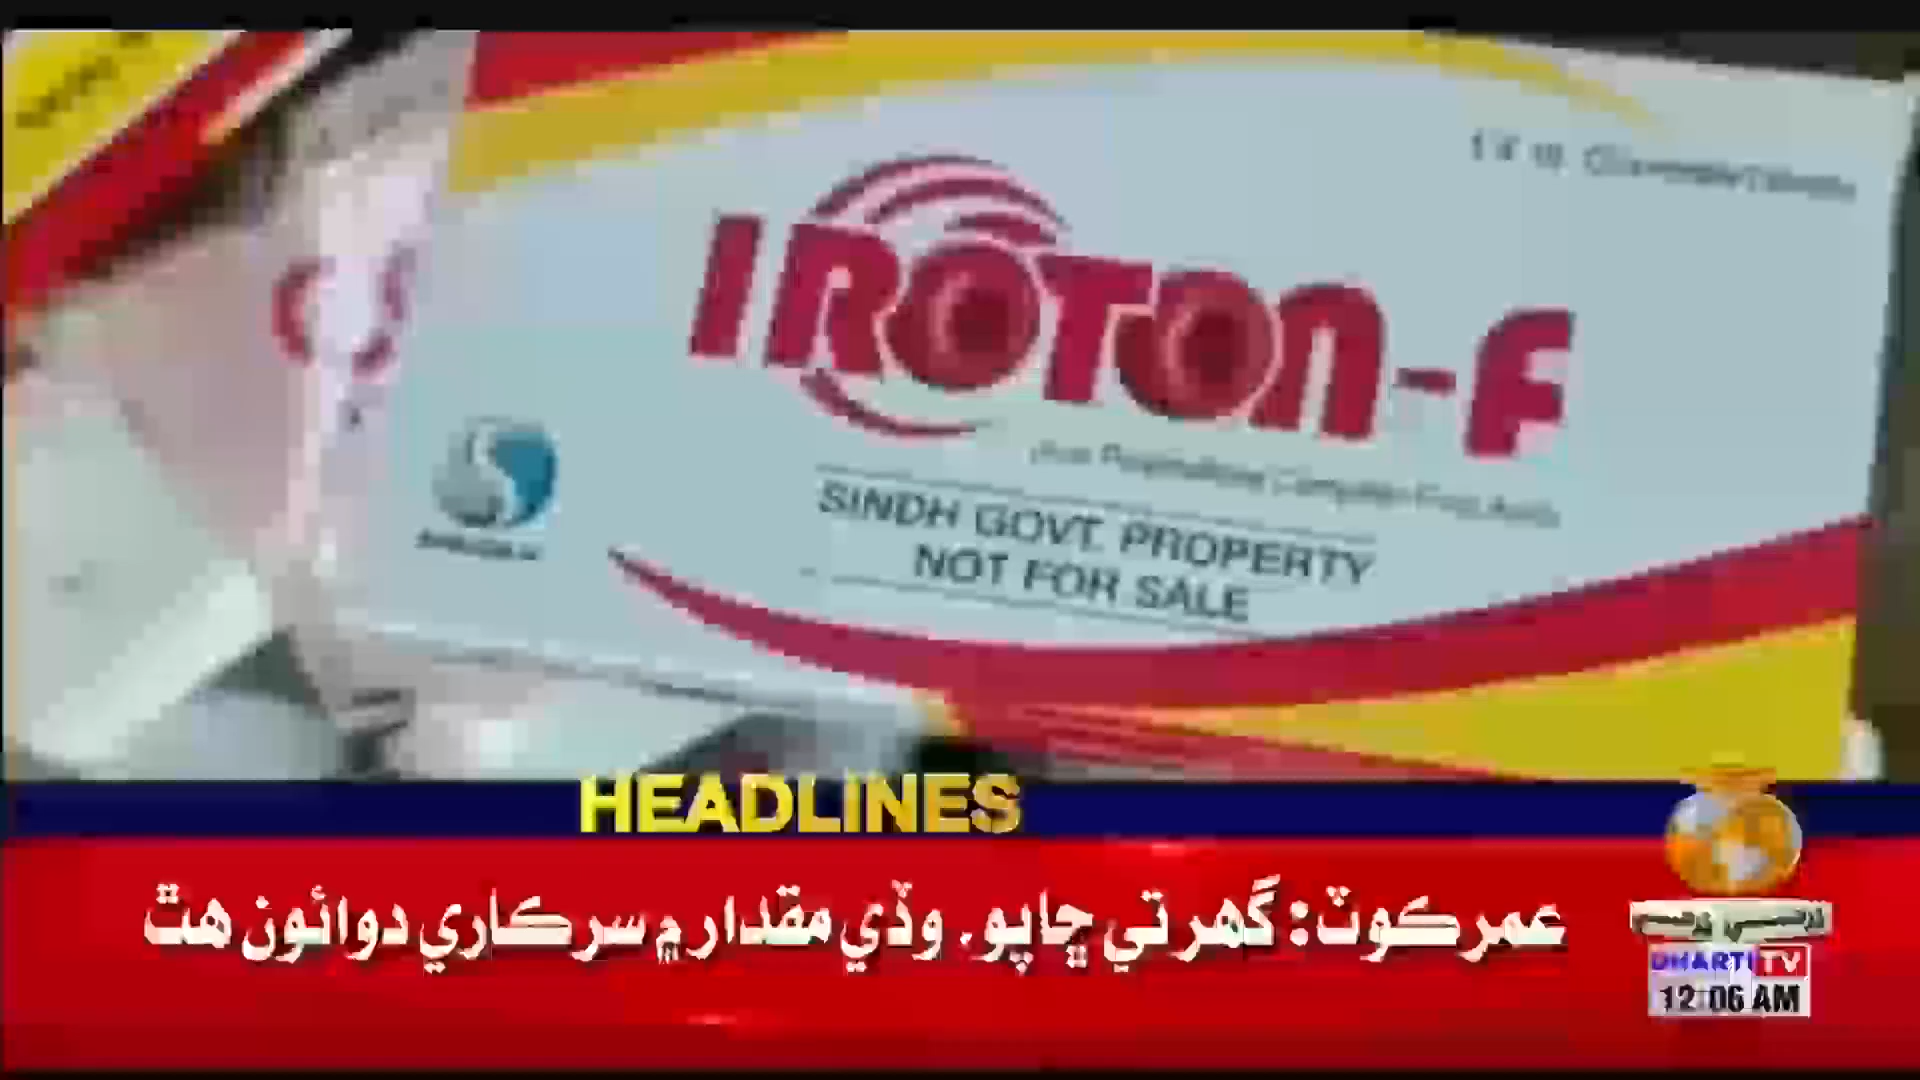 IROTON-F
SINDH GOVT. PROPERTY
NOT FOR SALE
HEADLINES
عمرڪوٽ: گهر تي ڇاپو. وڏي مقدار ۾ سرڪاري دوائون هٿ
DHARTI TV
12:06 AM